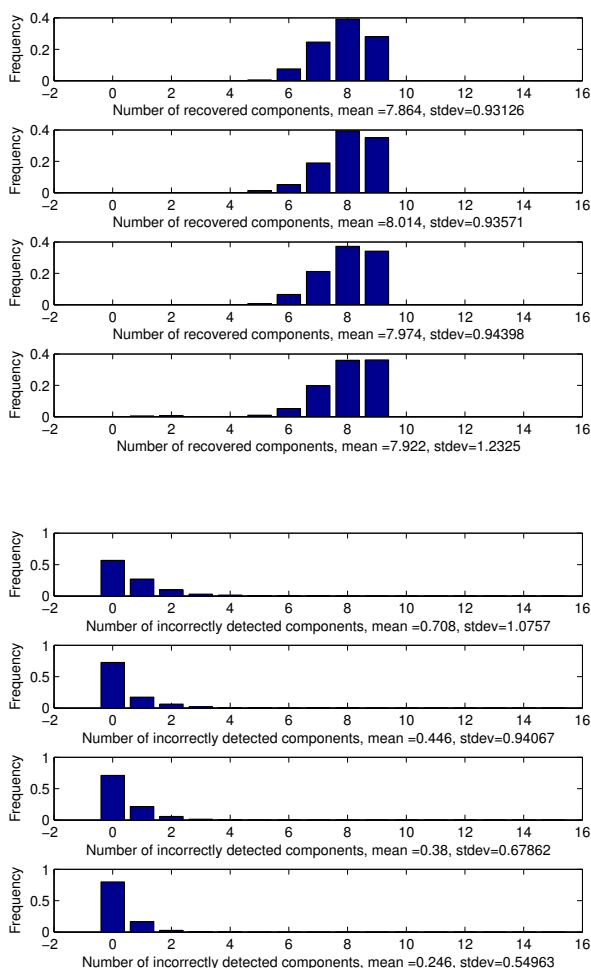 0.4
0.2
0
Frequency
−2 0 2 4 6 8 10 12 14 16
Number of recovered components, mean =7.864, stdev=0.93126
0.4
0.2
0
Frequency
−2 0 2 4 6 8 10 12 14 16
Number of recovered components, mean =8.014, stdev=0.93571
0.4
0.2
0
Frequency
−2 0 2 4 6 8 10 12 14 16
Number of recovered components, mean =7.974, stdev=0.94398
0.4
0.2
0
Frequency
−2 0 2 4 6 8 10 12 14 16
Number of recovered components, mean =7.922, stdev=1.2325
1
0.5
0
Frequency
−2 0 2 4 6 8 10 12 14 16
Number of incorrectly detected components, mean =0.708, stdev=1.0757
1
0.5
0
Frequency
−2 0 2 4 6 8 10 12 14 16
Number of incorrectly detected components, mean =0.446, stdev=0.94067
1
0.5
0
Frequency
−2 0 2 4 6 8 10 12 14 16
Number of incorrectly detected components, mean =0.38, stdev=0.67862
1
0.5
0
Frequency
−2 0 2 4 6 8 10 12 14 16
Number of incorrectly detected components, mean =0.246, stdev=0.54963